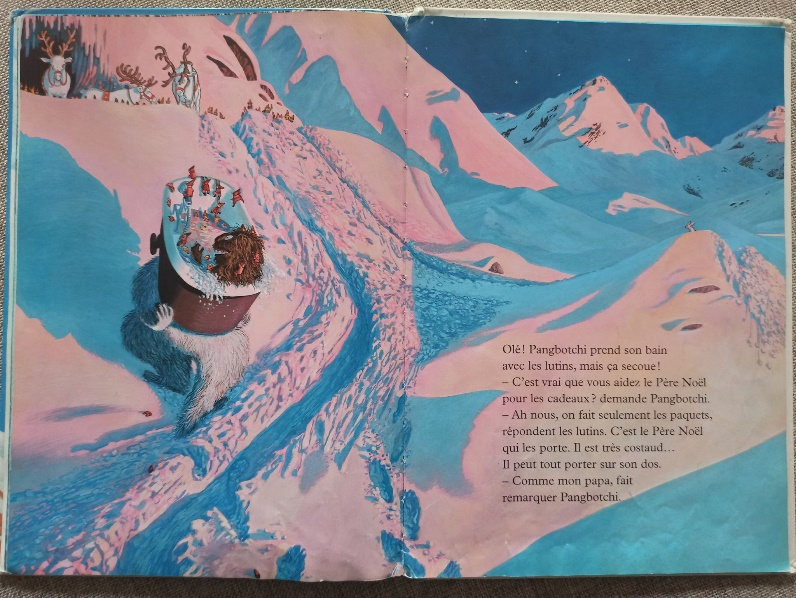 Olé ! Pangbotchi prend son bain
avec les lutins, mais ça secoue !
– C'est vrai que vous aidez le Père Noël
pour les cadeaux ? demande Pangbotchi.
– Ah nous, on fait seulement les paquets,
répondent les lutins. C'est le Père Noël
qui les porte. Il est très costaud…
Il peut tout porter sur son dos.
– Comme mon papa, fait
remarquer Pangbotchi.